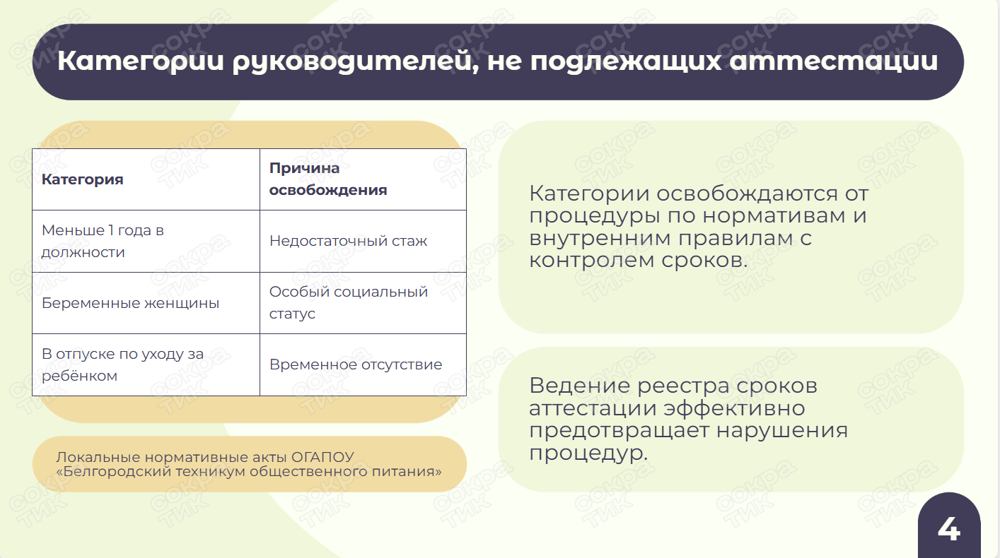 Категории руководителей, не подлежащих аттестации
Категория
Причина
освобождения
Меньше 1 года в
должности
Недостаточный стаж
Беременные женщины
Особый социальный
статус
В отпуске по уходу за
ребёнком
Временное отсутствие
Локальные нормативные акты ОГАПОУ
«Белгородский техникум общественного питания»
Категории освобождаются от
процедуры по нормативам и
внутренним правилам с
контролем сроков.
Ведение реестра сроков
аттестации эффективно
предотвращает нарушения
процедур.
4
сократик